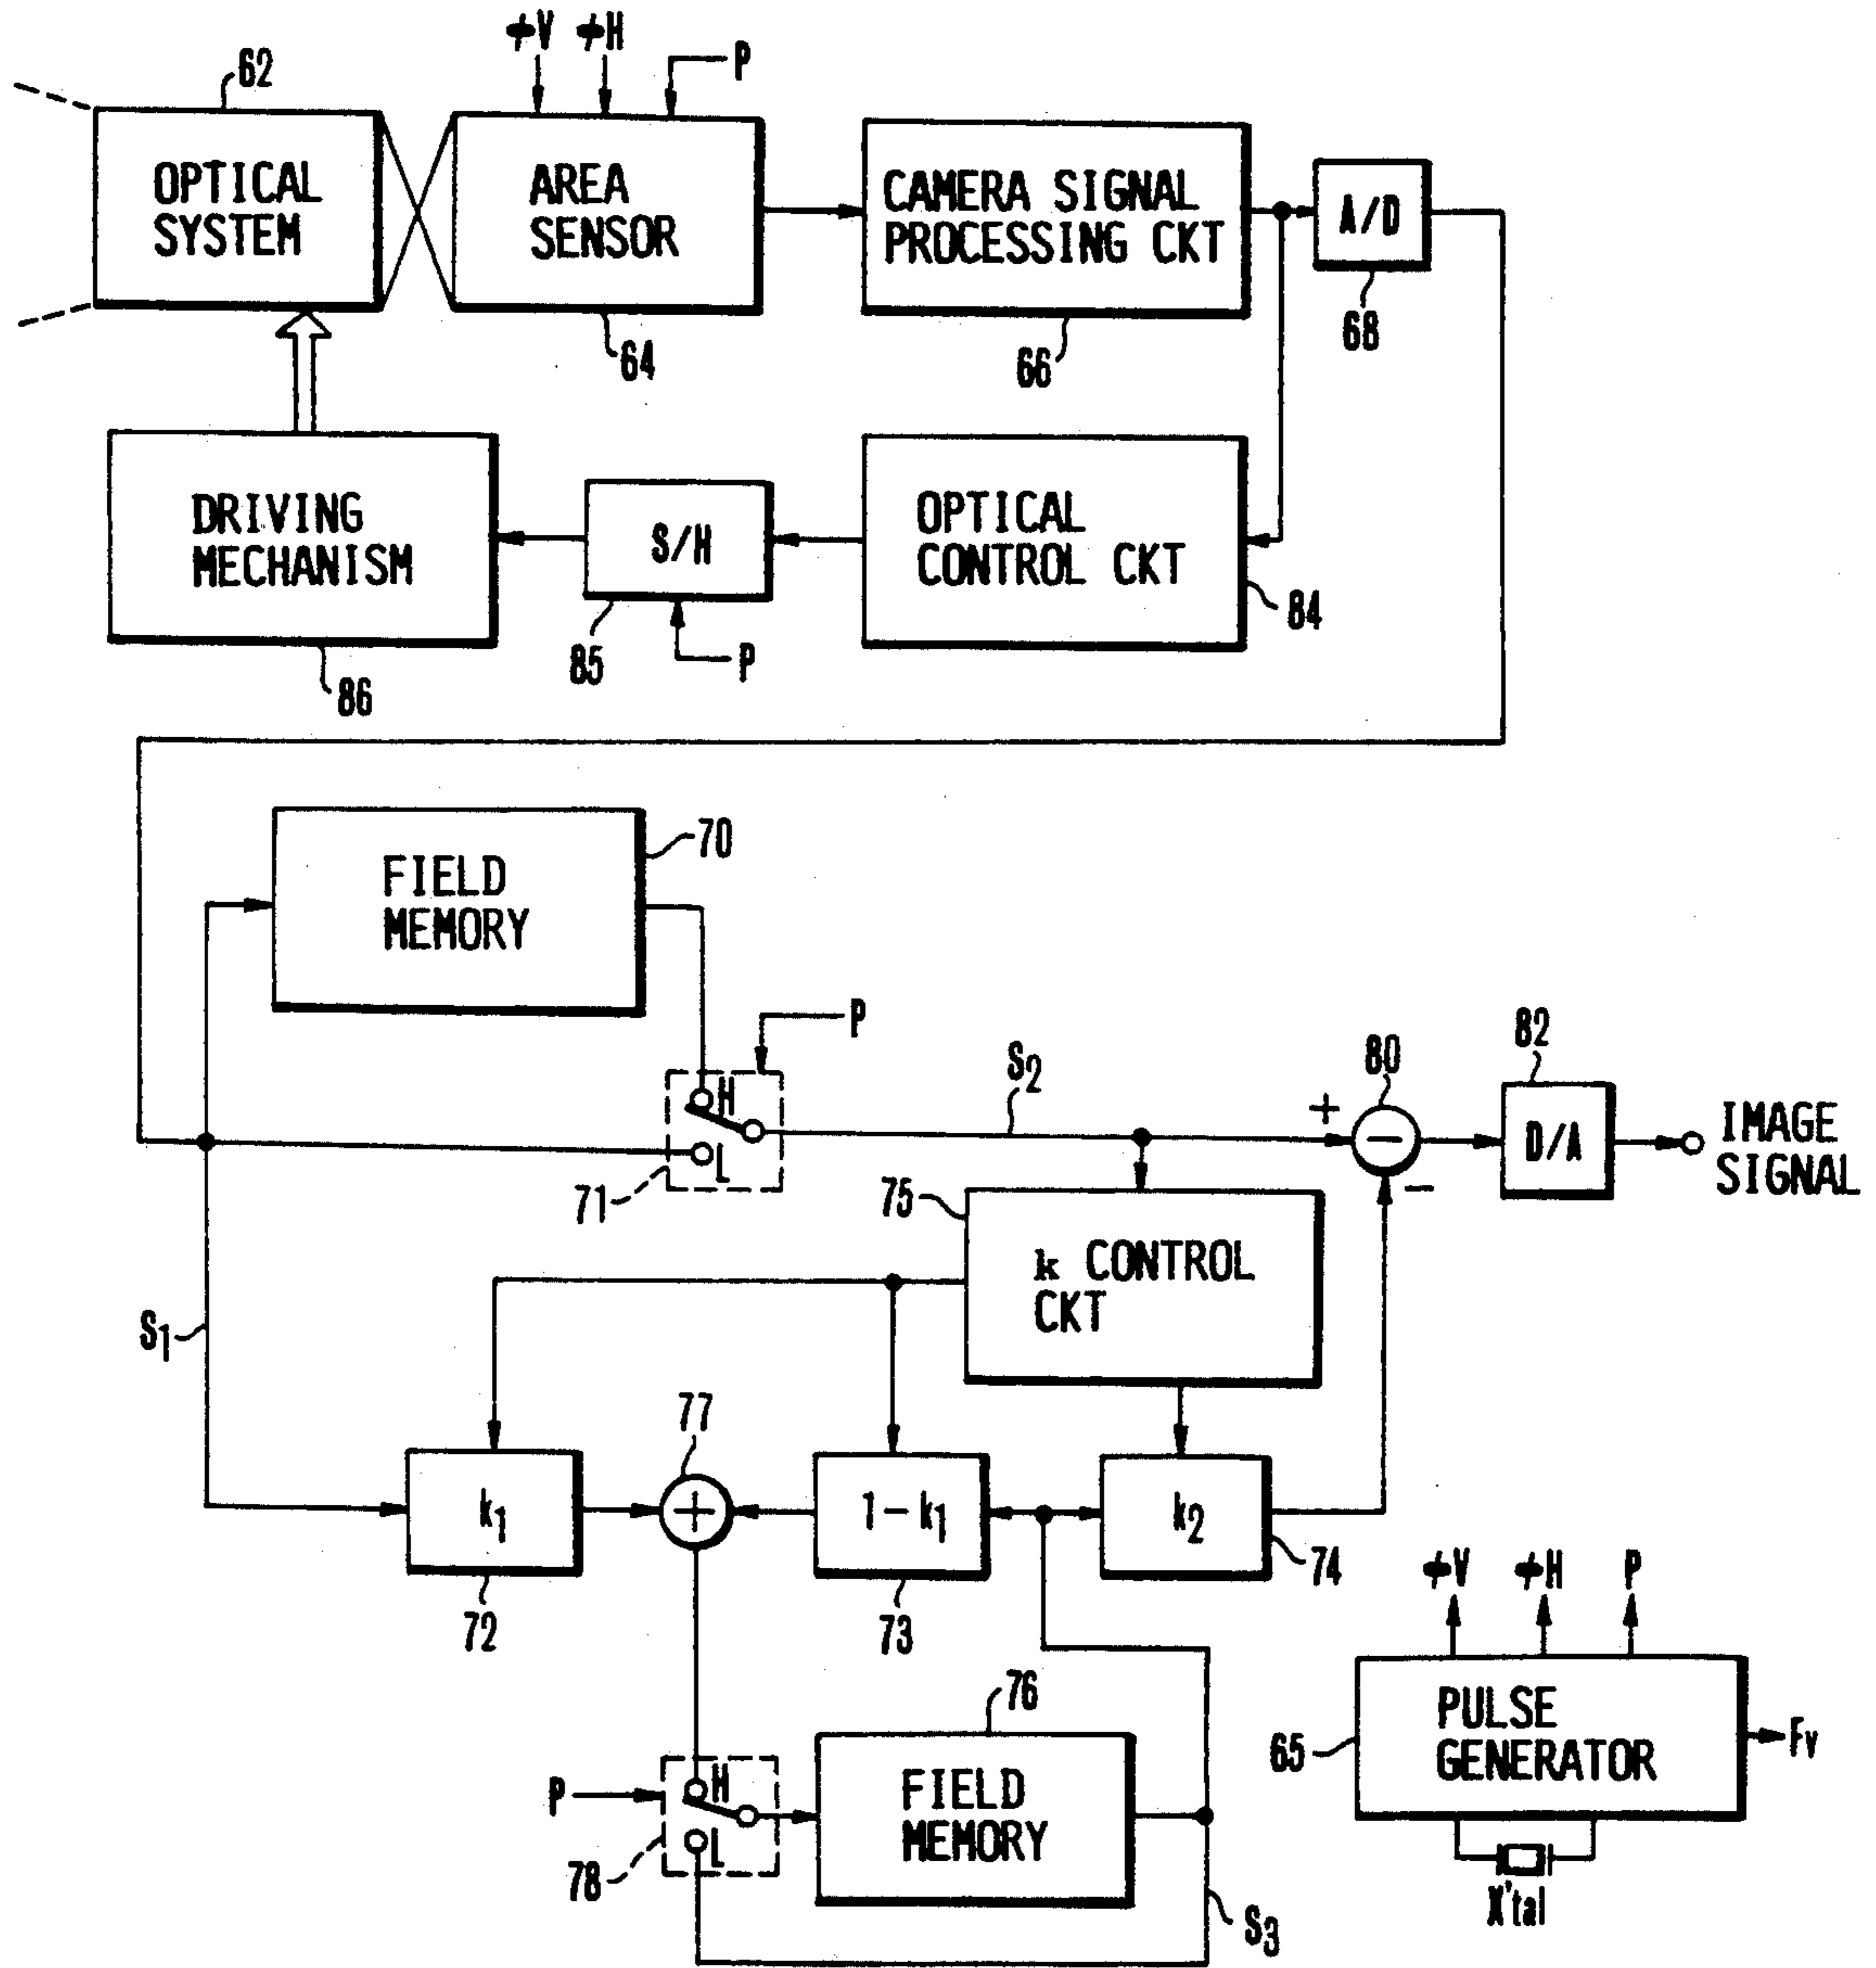 ϕV ϕH P
62
OPTICAL
SYSTEM
AREA
SENSOR
64
CAMERA SIGNAL
PROCESSING CKT
66
A/D
68
DRIVING
MECHANISM
86
S/H
85
P
OPTICAL
CONTROL CKT
84
FIELD
MEMORY
70
P
H
L
71
S2
+
80
−
−
82
D/A
IMAGE
SIGNAL
75
k CONTROL
CKT
S1
k1
72
77
+
1−k1
73
k2
74
ϕV ϕH P
PULSE
GENERATOR
65
Fv
X'tal
76
FIELD
MEMORY
P
H
L
78
S3